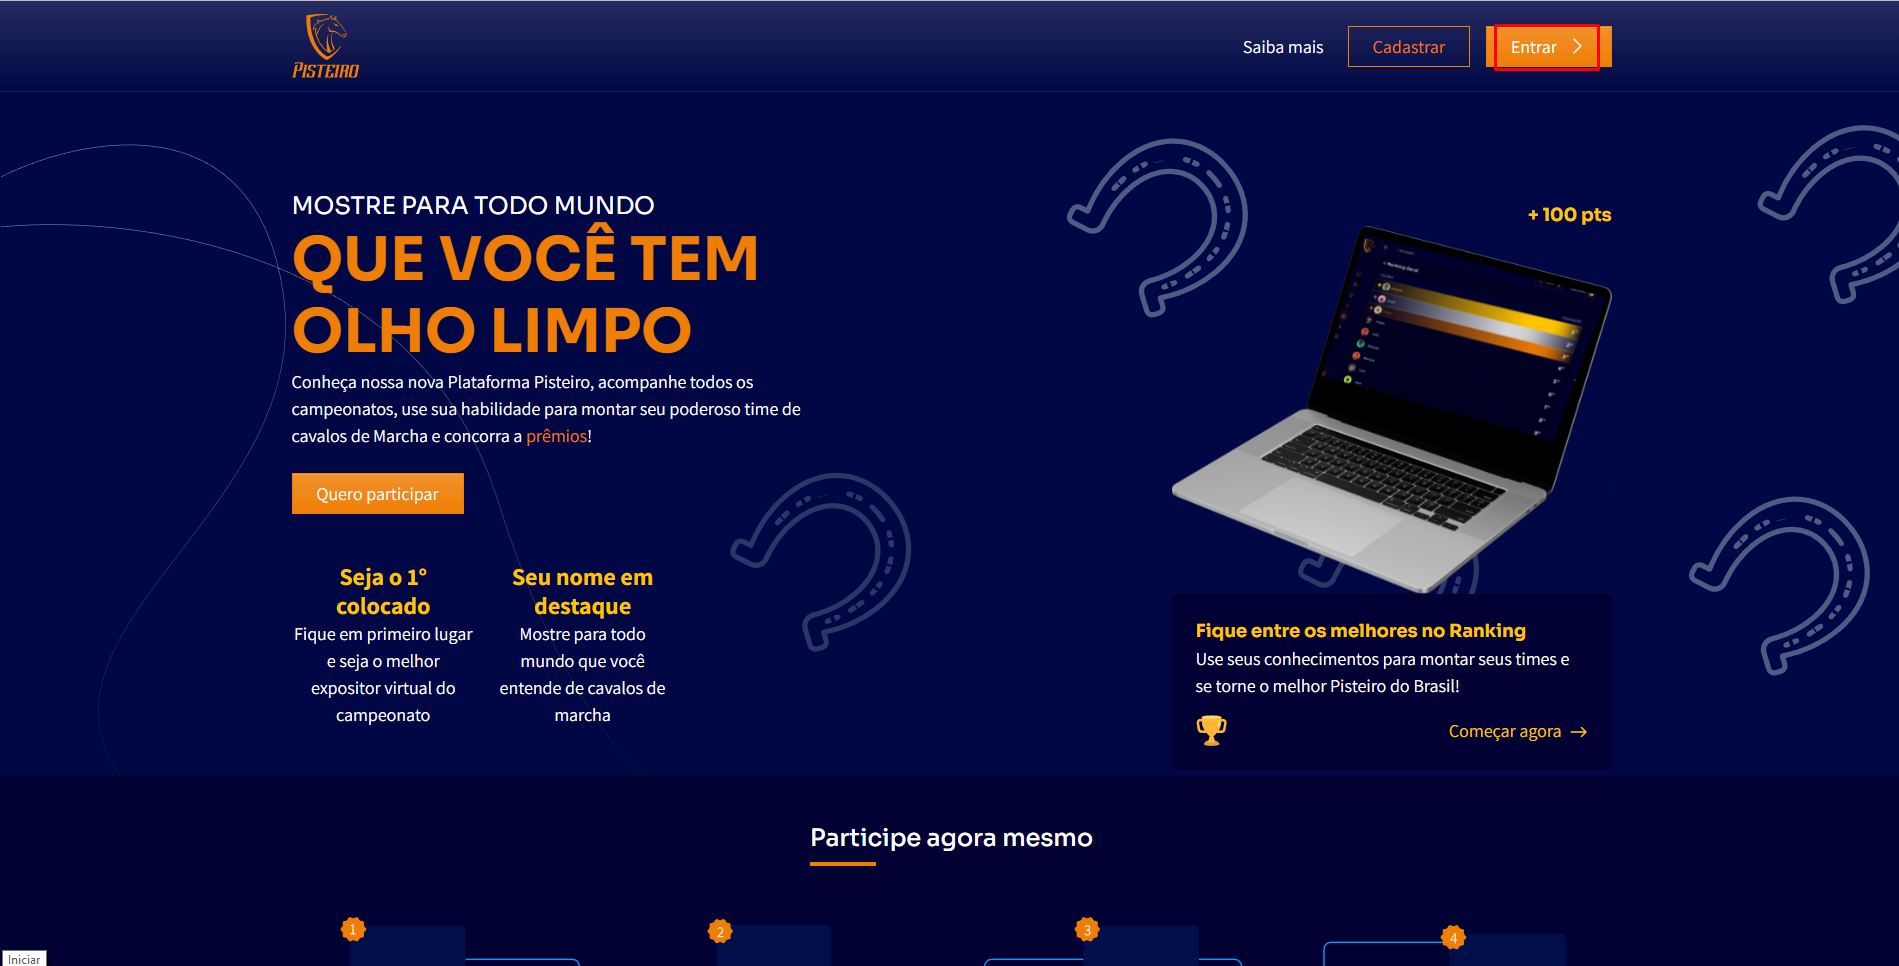 PISTEIRO
Saiba mais
Cadastrar
Entrar
MOSTRE PARA TODO MUNDO
QUE VOCÊ TEM
OLHO LIMPO
Conheça nossa nova Plataforma Pisteiro, acompanhe todos os
campeonatos, use sua habilidade para montar seu poderoso time de
cavalos de Marcha e concorra a prêmios!
Quero participar
Seja o 1°
colocado
Fique em primeiro lugar
e seja o melhor
expositor virtual do
campeonato
Seu nome em
destaque
Mostre para todo
mundo que você
entende de cavalos de
marcha
+ 100 pts
Ranking Geral
Fique entre os melhores no Ranking
Use seus conhecimentos para montar seus times e
se torne o melhor Pisteiro do Brasil!
Começar agora
Participe agora mesmo
1
2
3
4
Iniciar